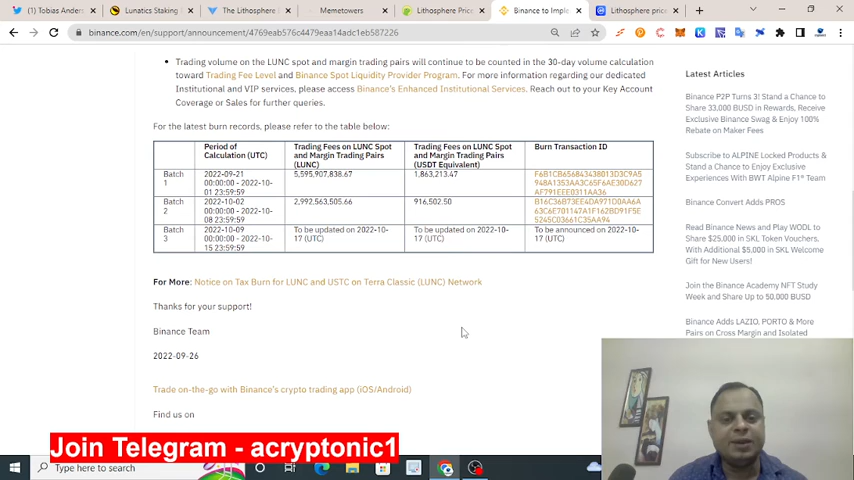 (1) Tobias Anders
Lunatics Staking
The Lithosphere
Memetowers
Lithosphere Price
Binance to Imple
Lithosphere price
binance.com/en/support/announcement/4769eab576c4479eaa14adc1eb587226
Trading volume on the LUNC spot and margin trading pairs will continue to be counted in the 30-day volume calculation
toward Trading Fee Level and Binance Spot Liquidity Provider Program. For more information regarding our dedicated
Institutional and VIP services, please access Binance's Enhanced Institutional Services. Reach out to your Key Account
Coverage or Sales for further queries.
For the latest burn records, please refer to the table below:
Period of
Calculation (UTC)
Trading Fees on LUNC Spot
and Margin Trading Pairs
(LUNC)
Trading Fees on LUNC Spot
and Margin Trading Pairs
(USDT Equivalent)
Burn Transaction ID
Batch
1
2022-09-21
00:00:00 - 2022-10-
01 23:59:59
5,595,907,838.67
1,863,213.47
F6B1CB656843438013D3C9A5
94BA1353AA3C65F6AE30D627
AF791EEE0311AA36
Batch
2
2022-10-02
00:00:00 - 2022-10-
08 23:59:59
2,992,563,505.66
916,502.50
B16C36B73EE4DA971D0AA6A
63C6E701147A1F162BD91F5E
5245C03661C35AA94
Batch
3
2022-10-09
00:00:00 - 2022-10-
15 23:59:59
To be updated on 2022-10-
17 (UTC)
To be updated on 2022-10-
17 (UTC)
To be announced on 2022-10-
17 (UTC)
For More: Notice on Tax Burn for LUNC and USTC on Terra Classic (LUNC) Network
Thanks for your support!
Binance Team
2022-09-26
Trade on-the-go with Binance's crypto trading app (iOS/Android)
Find us on
Latest Articles
Binance P2P Turns 3! Stand a Chance to
Share 33,000 BUSD in Rewards, Receive
Exclusive Binance Swag & Enjoy 100%
Rebate on Maker Fees
Subscribe to ALPINE Locked Products &
Stand a Chance to Enjoy Exclusive
Experiences With BWT Alpine F1® Team
Binance Convert Adds PROS
Read Binance News and Play WODL to
Share $25,000 in SKL Token Vouchers,
With Additional $5,000 in SKL Welcome
Gift for New Users!
Join the Binance Academy NFT Study
Week and Share Up to 50.000 BUSD
Binance Adds LAZIO, PORTO & More
Pairs on Cross Margin and Isolated
Join Telegram - acryptonic1
Type here to search